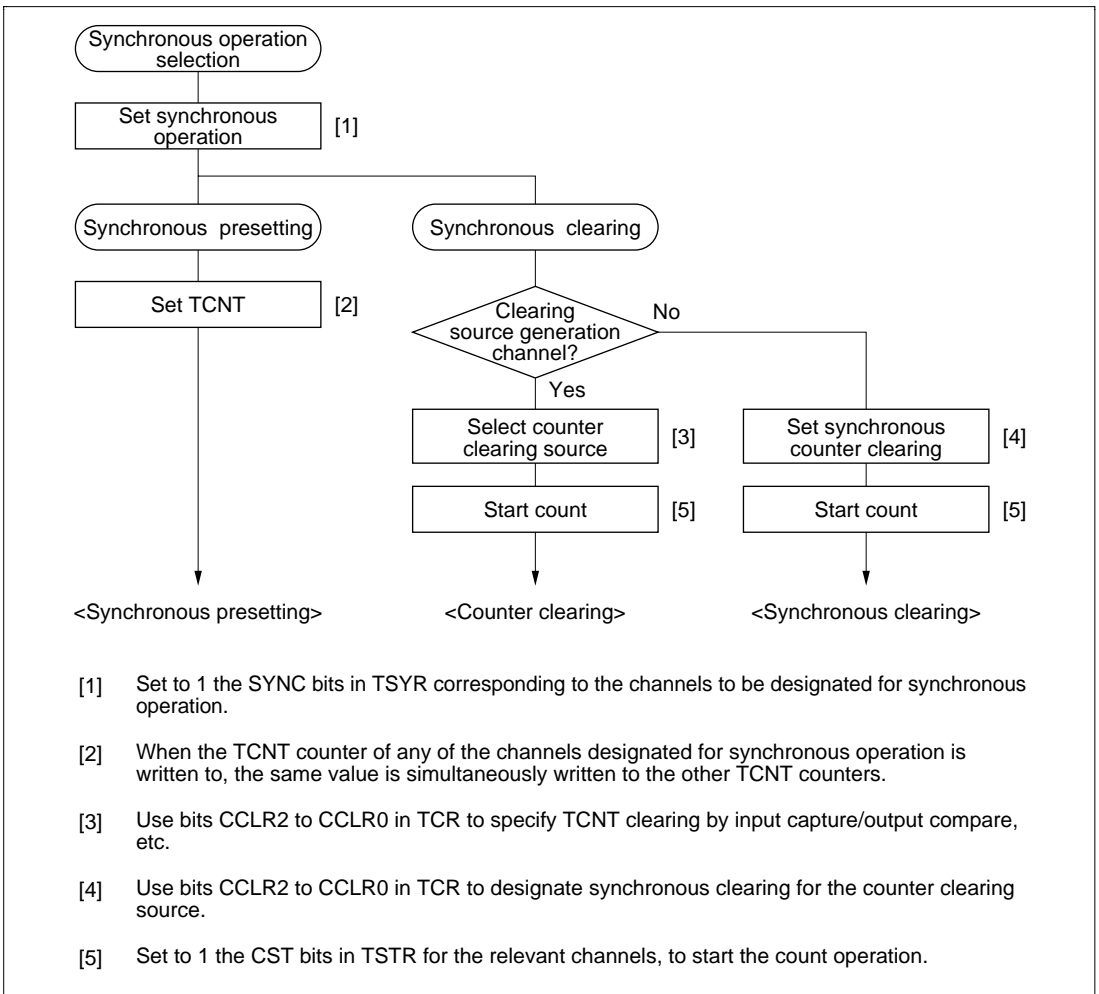 Synchronous operation
selection
Set synchronous
operation
[1]
Synchronous presetting
Synchronous clearing
Set TCNT
[2]
Clearing
source generation
channel?
No
Yes
Select counter
clearing source
[3]
Set synchronous
counter clearing
[4]
Start count
[5]
Start count
[5]
<Synchronous presetting>
<Counter clearing>
<Synchronous clearing>
[1] Set to 1 the SYNC bits in TSYR corresponding to the channels to be designated for synchronous
operation.
[2] When the TCNT counter of any of the channels designated for synchronous operation is
written to, the same value is simultaneously written to the other TCNT counters.
[3] Use bits CCLR2 to CCLR0 in TCR to specify TCNT clearing by input capture/output compare,
etc.
[4] Use bits CCLR2 to CCLR0 in TCR to designate synchronous clearing for the counter clearing
source.
[5] Set to 1 the CST bits in TSTR for the relevant channels, to start the count operation.